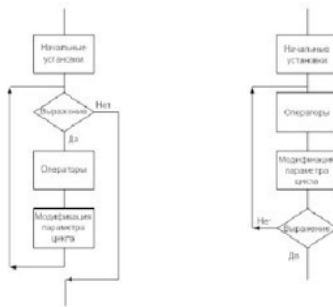 Начальные
установки
Выражение
Нет
Да
Операторы
Модификация
параметра
цикла
Начальные
установки
Операторы
Модификация
параметра
цикла
Нет
Выражение
Да